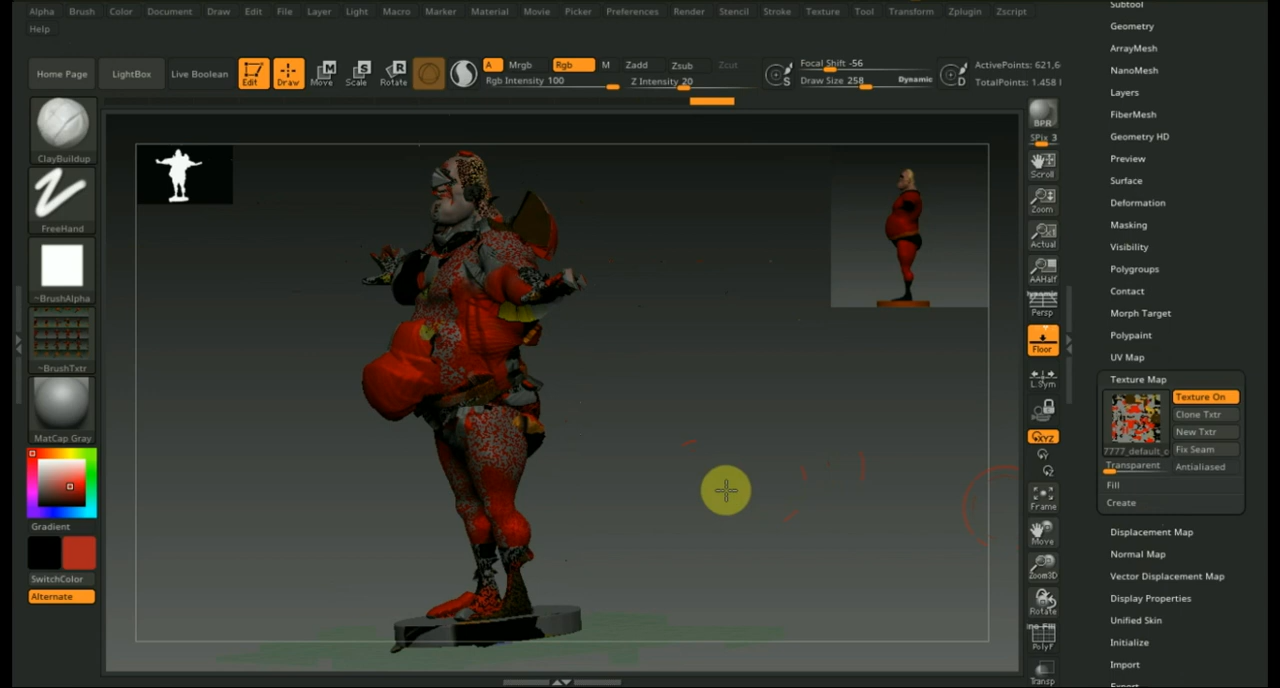 Alpha Brush Color Document Draw Edit File Layer Light Macro Marker Material Movie Picker Preferences Render Stencil Stroke Texture Tool Transform Zplugin Zscript
Help
Home Page
LightBox
Live Boolean
Edit
Draw
Move
Scale
Rotate
A Mrgb Rgb M Zadd Zsub Zcut
Rgb Intensity 100
Z Intensity 20
Focal Shift -56
Draw Size 258
Dynamic
ActivePoints: 621,6
TotalPoints: 1.458
ClayBuildup
FreeHand
~BrushAlpha
~BrushTxtr
MatCap Gray
Gradient
SwitchColor
Alternate
BPR
SPix 3
Scroll
Zoom
Actual
AAHalf
Dynamic
Persp
Floor
L.Sym
XYZ
Frame
Move
Zoom3D
Rotate
PolyF
Transp
Subtool
Geometry
ArrayMesh
NanoMesh
Layers
FiberMesh
Geometry HD
Preview
Surface
Deformation
Masking
Visibility
Polygroups
Contact
Morph Target
Polypaint
UV Map
Texture Map
Texture On
Clone Txtr
New Txtr
Fix Seam
7777_default_c
Transparent
Antialiased
Fill
Create
Displacement Map
Normal Map
Vector Displacement Map
Display Properties
Unified Skin
Initialize
Import
Export